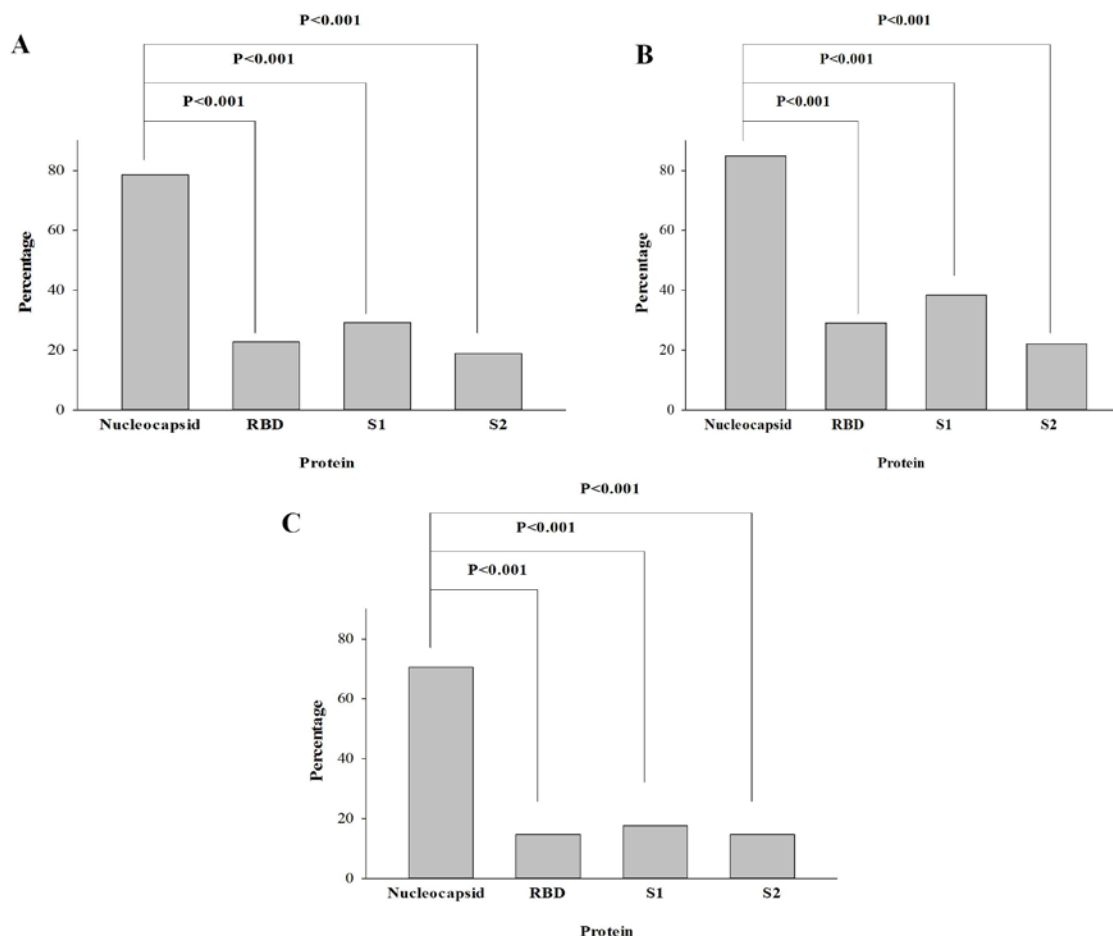 A
P<0.001
P<0.001
P<0.001
80
60
40
20
0
Percentage
Nucleocapsid RBD S1 S2
Protein
B
P<0.001
P<0.001
P<0.001
80
60
40
20
0
Percentage
Nucleocapsid RBD S1 S2
Protein
C
P<0.001
P<0.001
P<0.001
80
60
40
20
0
Percentage
Nucleocapsid RBD S1 S2
Protein